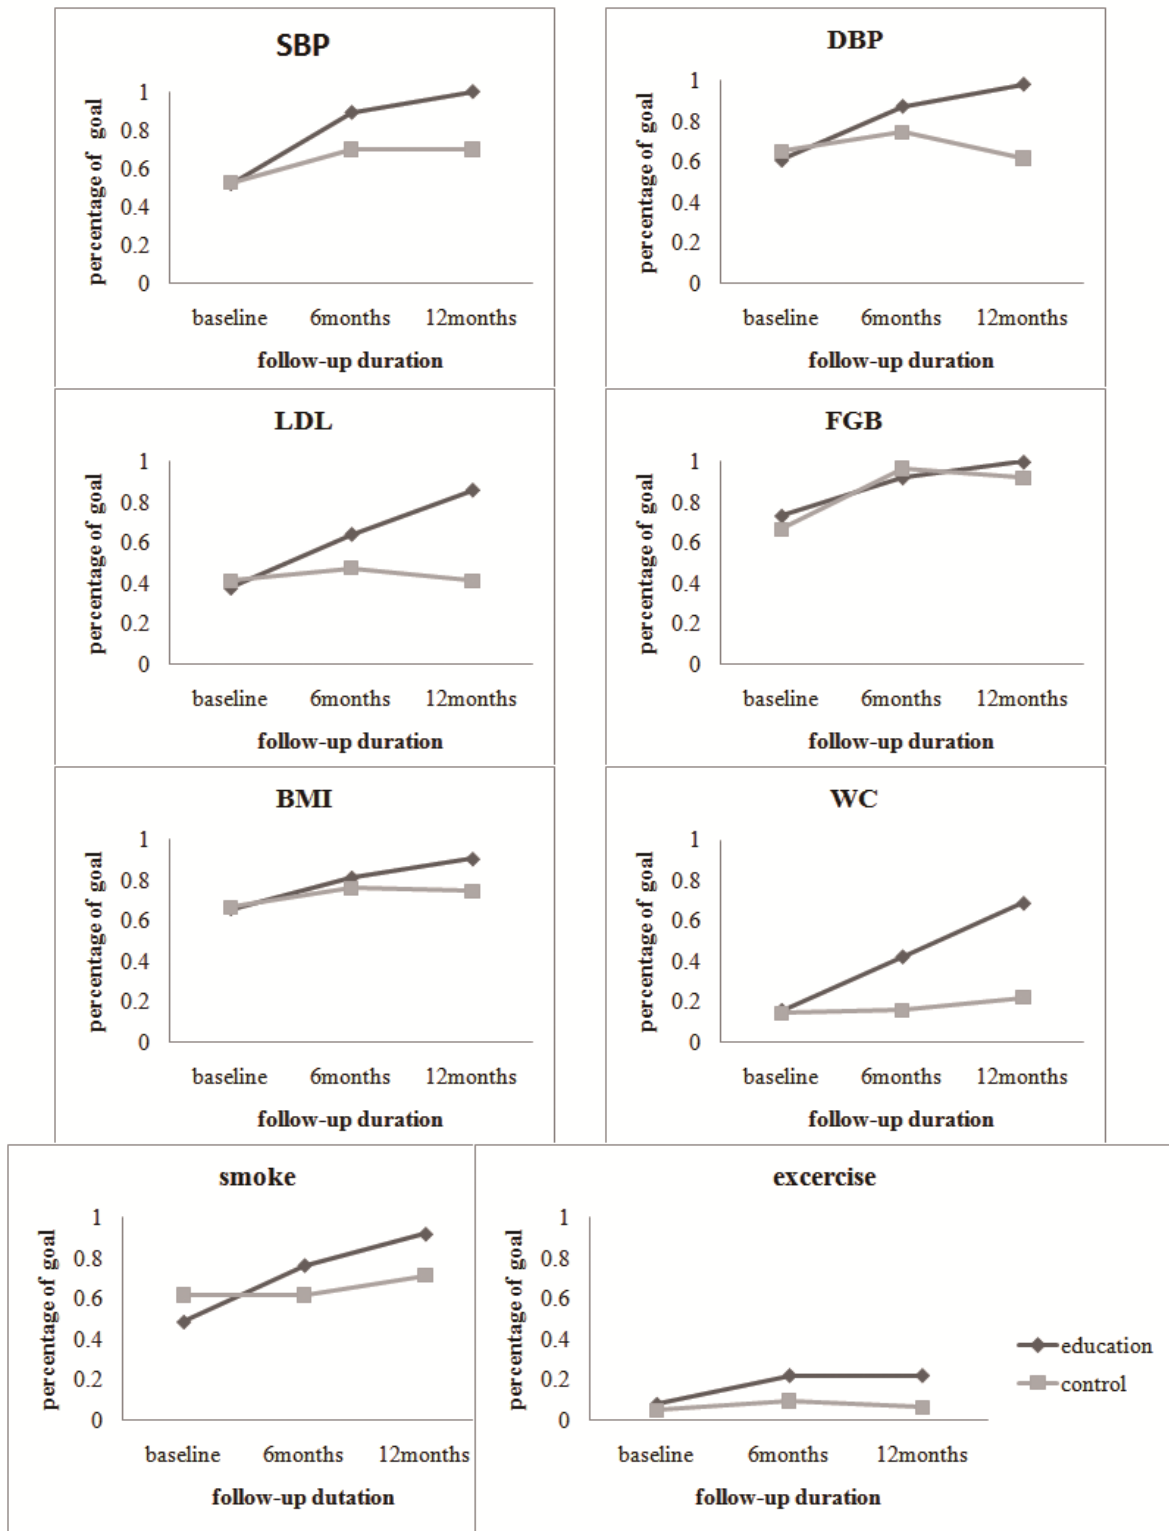 SBP
percentage of goal
1
0.8
0.6
0.4
0.2
0
baseline 6months 12months
follow-up duration
DBP
percentage of goal
1
0.8
0.6
0.4
0.2
0
baseline 6months 12months
follow-up duration
LDL
percentage of goal
1
0.8
0.6
0.4
0.2
0
baseline 6months 12months
follow-up duration
FGB
percentage of goal
1
0.8
0.6
0.4
0.2
0
baseline 6months 12months
follow-up duration
BMI
percentage of goal
1
0.8
0.6
0.4
0.2
0
baseline 6months 12months
follow-up duration
WC
percentage of goal
1
0.8
0.6
0.4
0.2
0
baseline 6months 12months
follow-up duration
smoke
percentage of goal
1
0.8
0.6
0.4
0.2
0
baseline 6months 12months
follow-up dutation
excercise
percentage of goal
1
0.8
0.6
0.4
0.2
0
baseline 6months 12months
follow-up duration
education
control